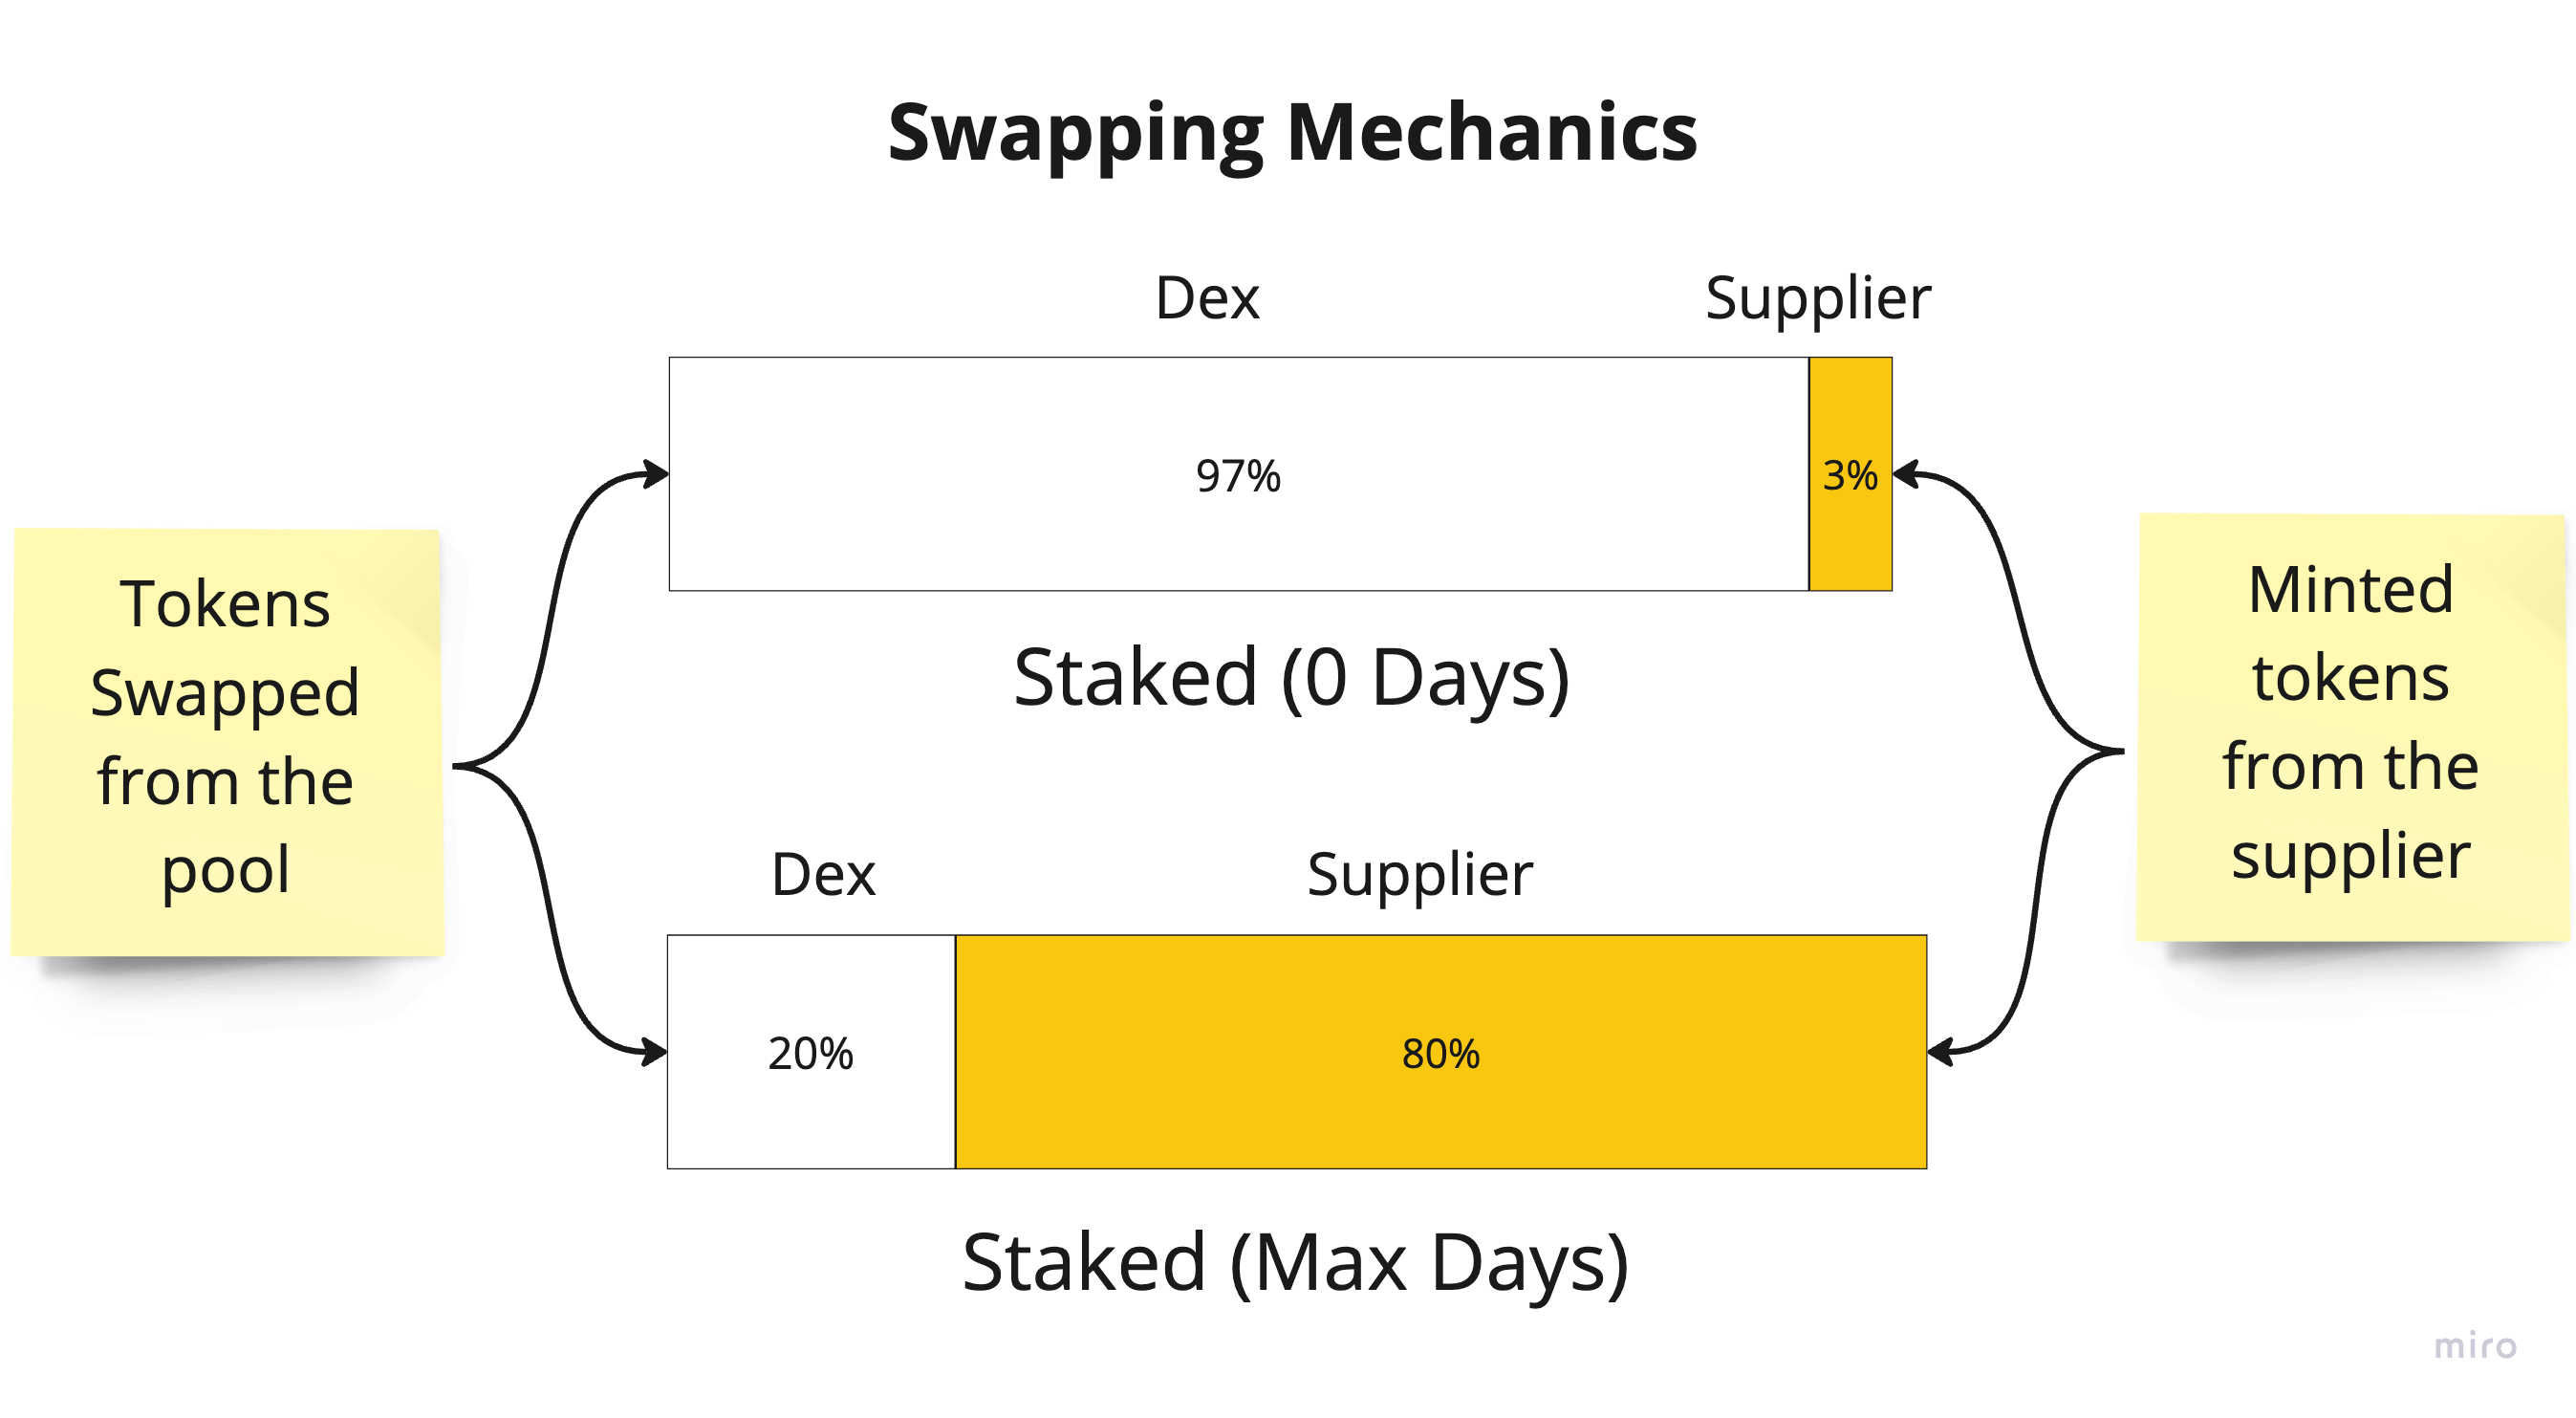 Swapping Mechanics
Dex
Supplier
97%
3%
Staked (0 Days)
Tokens
Swapped
from the
pool
Minted
tokens
from the
supplier
Dex
Supplier
20%
80%
Staked (Max Days)
miro